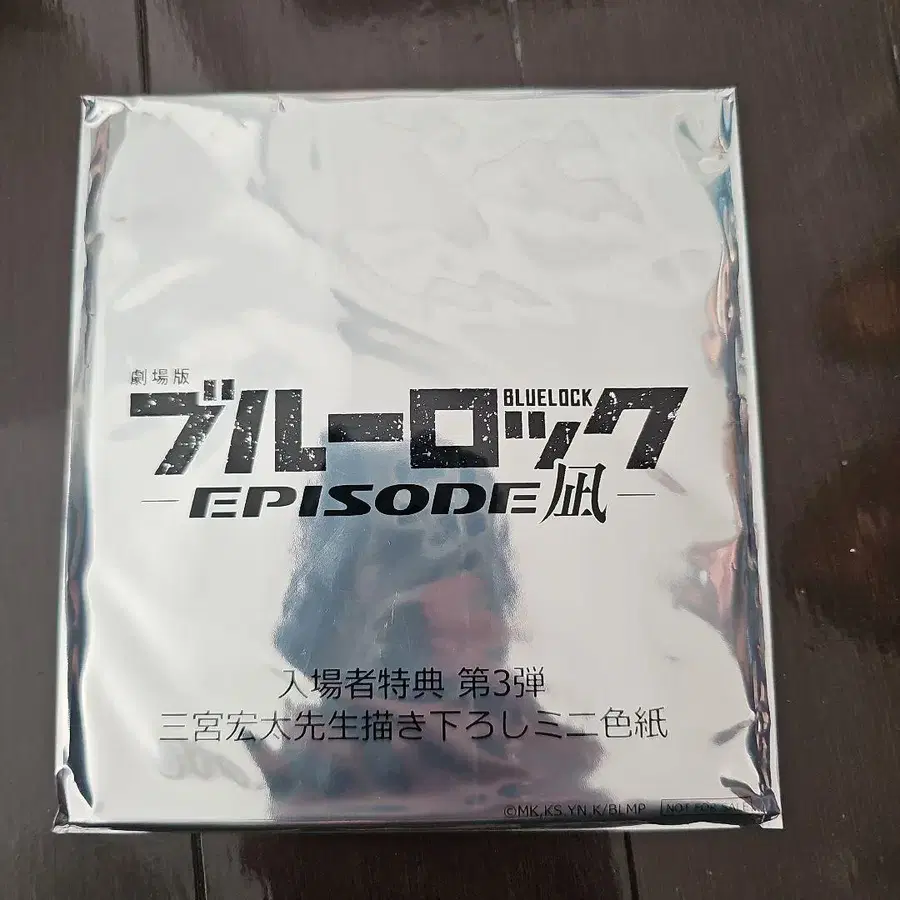 劇場版
ブルーロック
BLUELOCK
EPISODE凪
入場者特典 第3弾
三宮宏太先生描き下ろしミニ色紙
©MK,KS,YN,K/BLMP NOT FOR SALE